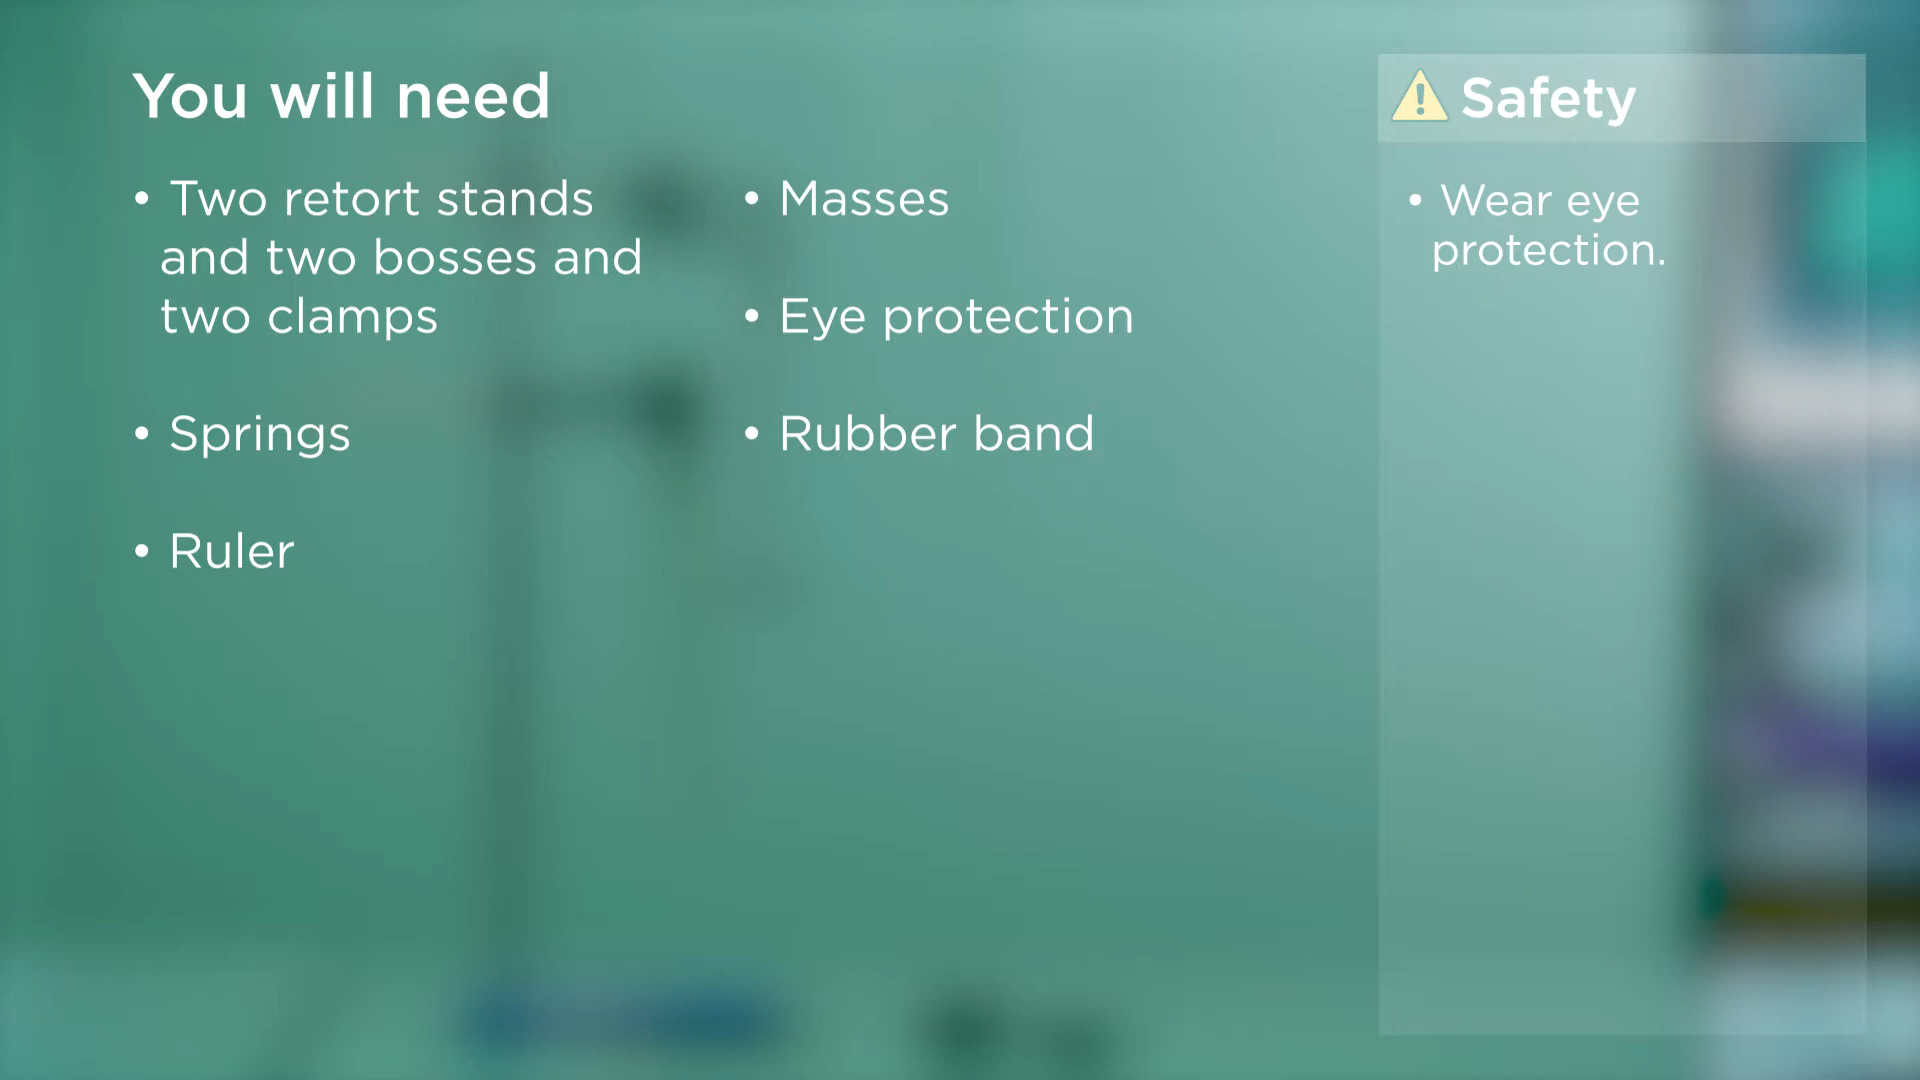 You will need
• Two retort stands
and two bosses and
two clamps
• Springs
• Ruler
• Masses
• Eye protection
• Rubber band
Safety
• Wear eye
protection.